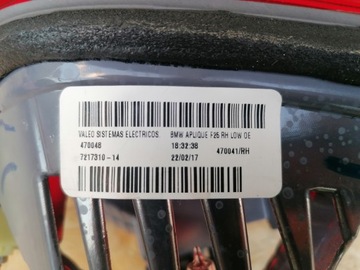 VALEO SISTEMAS ELECTRICOS. BMW APLIQUE F25 RH LOW OE
470048 18:32:38 470041/RH
7217310-14 22/02/17